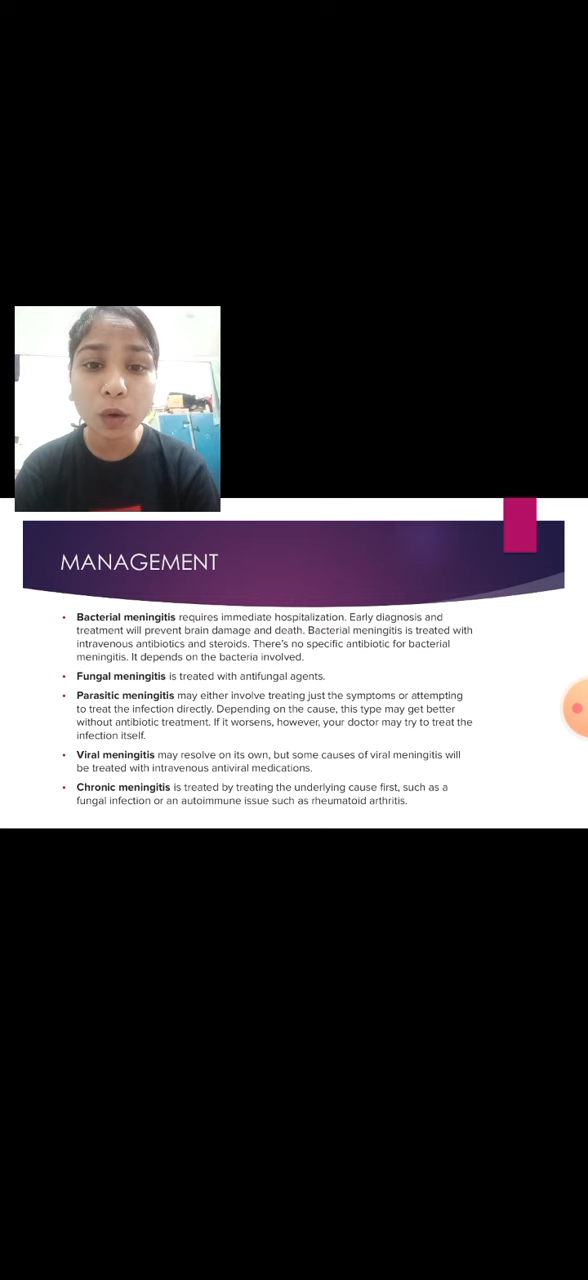 MANAGEMENT
• Bacterial meningitis requires immediate hospitalization. Early diagnosis and
treatment will prevent brain damage and death. Bacterial meningitis is treated with
intravenous antibiotics and steroids. There's no specific antibiotic for bacterial
meningitis. It depends on the bacteria involved.
• Fungal meningitis is treated with antifungal agents.
• Parasitic meningitis may either involve treating just the symptoms or attempting
to treat the infection directly. Depending on the cause, this type may get better
without antibiotic treatment. If it worsens, however, your doctor may try to treat the
infection itself.
• Viral meningitis may resolve on its own, but some causes of viral meningitis will
be treated with intravenous antiviral medications.
• Chronic meningitis is treated by treating the underlying cause first, such as a
fungal infection or an autoimmune issue such as rheumatoid arthritis.